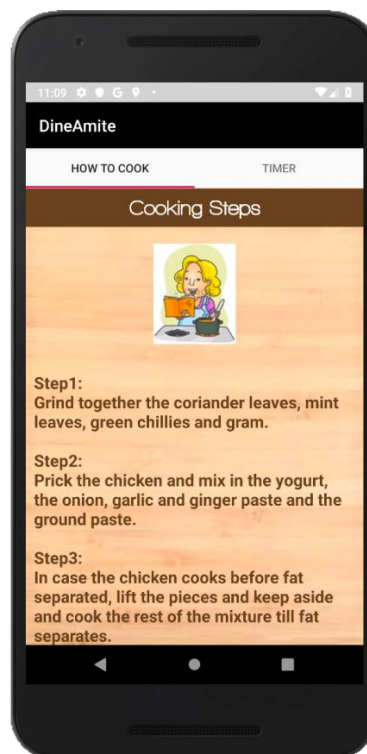 11:09
DineAmite
HOW TO COOK TIMER
Cooking Steps
Step1:
Grind together the coriander leaves, mint
leaves, green chillies and gram.
Step2:
Prick the chicken and mix in the yogurt,
the onion, garlic and ginger paste and the
ground paste.
Step3:
In case the chicken cooks before fat
separated, lift the pieces and keep aside
and cook the rest of the mixture till fat
separates.